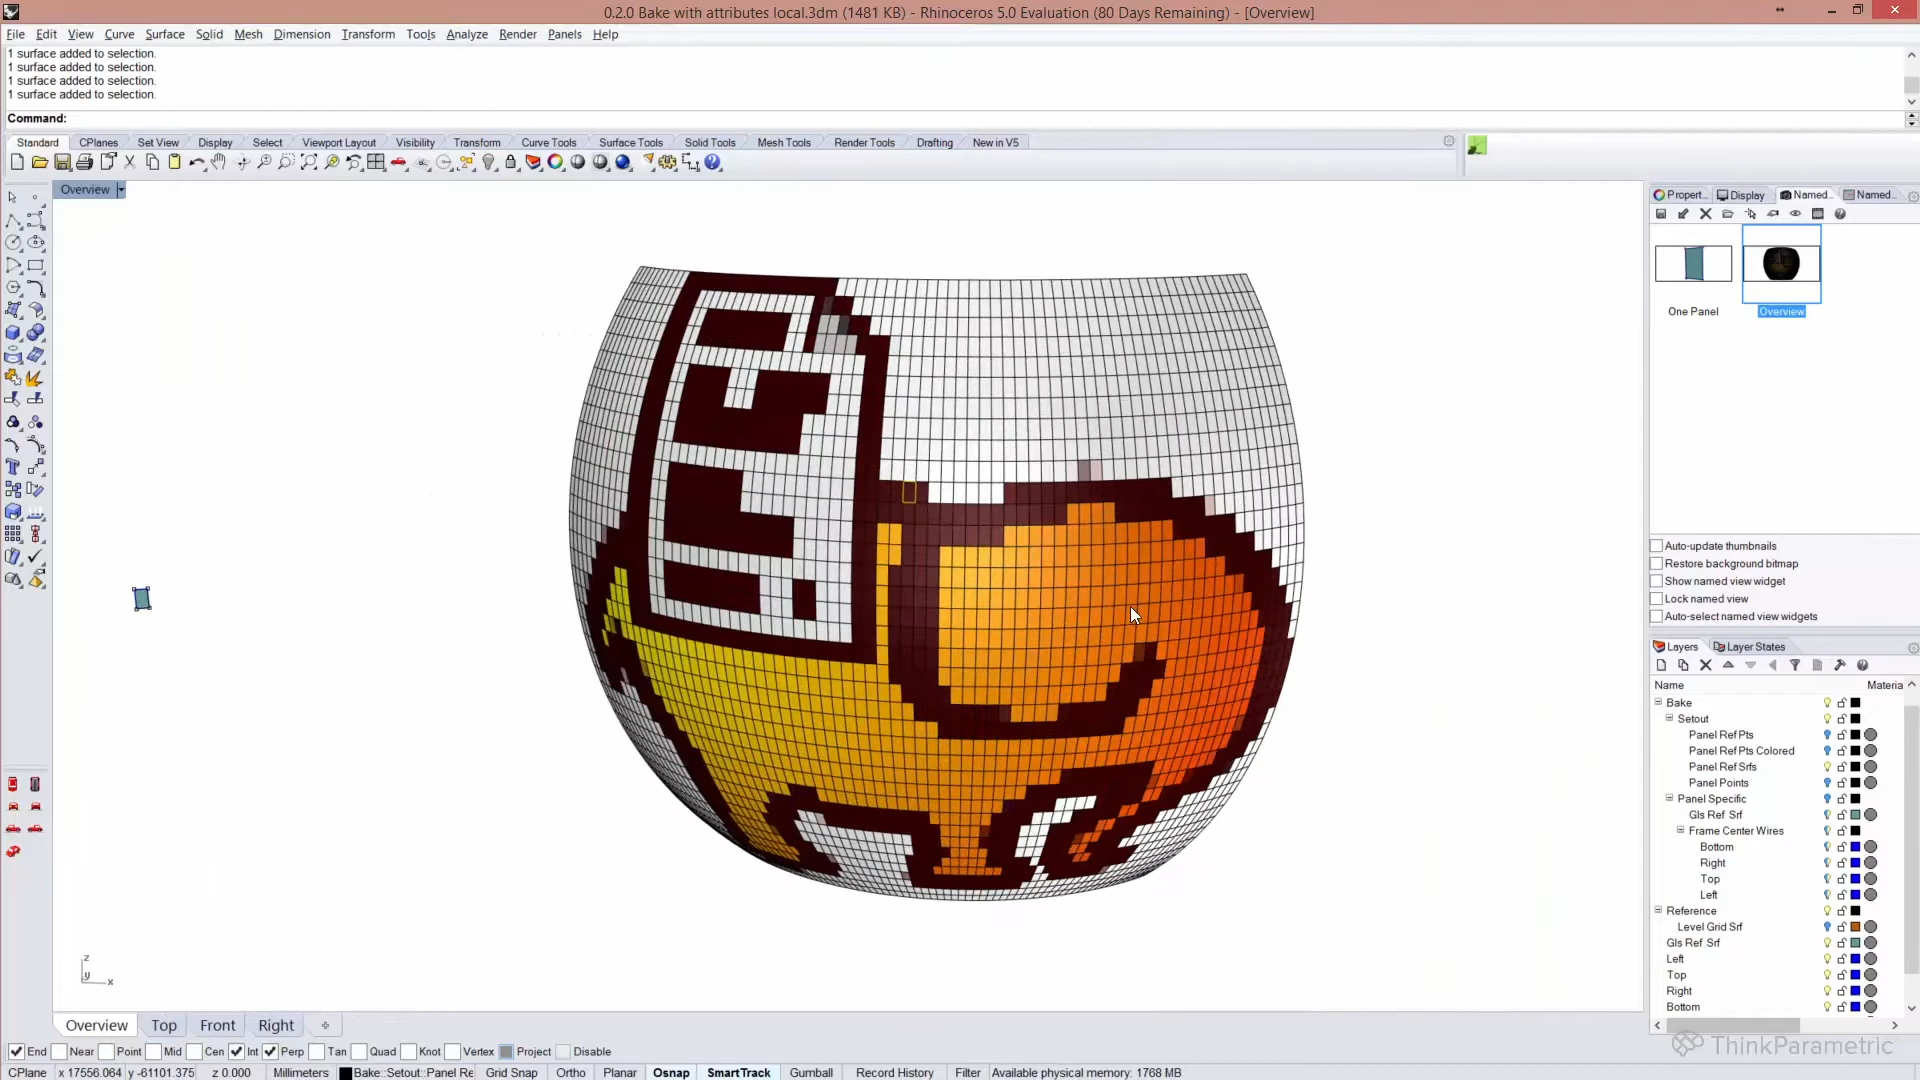 0.2.0 Bake with attributes local.3dm (1481 KB) - Rhinoceros 5.0 Evaluation (80 Days Remaining) - [Overview]
File Edit View Curve Surface Solid Mesh Dimension Transform Tools Analyze Render Panels Help
1 surface added to selection.
1 surface added to selection.
1 surface added to selection.
1 surface added to selection.
Command:
Standard CPlanes Set View Display Select Viewport Layout Visibility Transform Curve Tools Surface Tools Solid Tools Mesh Tools Render Tools Drafting New in V5
Overview
Propert... Display Named... Named...
One Panel Overview
Auto-update thumbnails
Restore background bitmap
Show named view widget
Lock named view
Auto-select named view widgets
Layers Layer States
Name Materia
Bake
Setout
Panel Ref Pts
Panel Ref Pts Colored
Panel Ref Srfs
Panel Points
Panel Specific
Gls Ref Srf
Frame Center Wires
Bottom
Right
Top
Left
Reference
Level Grid Srf
Gls Ref Srf
Left
Top
Right
Bottom
z
y x
Overview Top Front Right
End Near Point Mid Cen Int Perp Tan Quad Knot Vertex Project Disable
ThinkParametric
CPlane x 17556.064 y -61101.375 z 0.000 Millimeters Bake::Setout::Panel Re Grid Snap Ortho Planar Osnap SmartTrack Gumball Record History Filter Available physical memory: 1768 MB